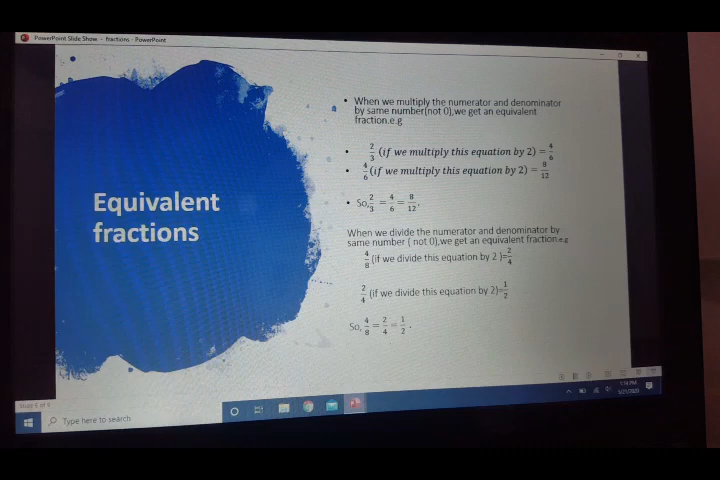 PowerPoint Slide Show - fractions - PowerPoint
Equivalent
fractions
• When we multiply the numerator and denominator
by same number(not 0),we get an equivalent
fraction.e.g
• 2/3 (if we multiply this equation by 2) = 4/6
• 4/6 (if we multiply this equation by 2) = 8/12
• So, 2/3 = 4/6 = 8/12.
When we divide the numerator and denominator by
same number ( not 0),we get an equivalent fraction e.g
4/8 (if we divide this equation by 2 )=2/4
2/4 (if we divide this equation by 2)=1/2
So, 4/8 = 2/4 = 1/2 .
Type here to search